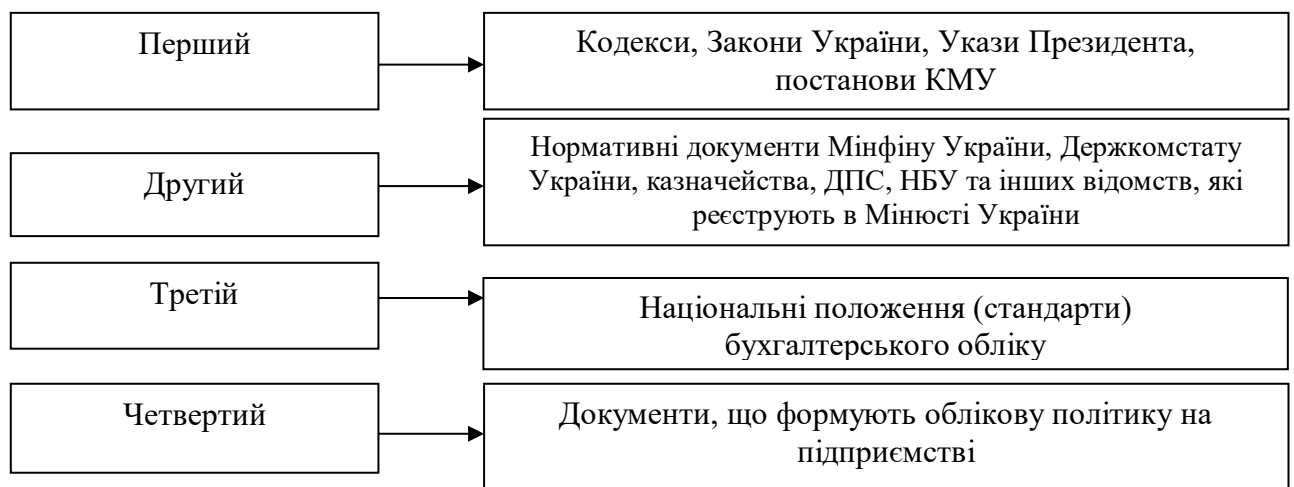 Перший
Кодекси, Закони України, Укази Президента,
постанови КМУ
Другий
Нормативні документи Мінфіну України, Держкомстату
України, казначейства, ДПС, НБУ та інших відомств, які
реєструють в Мінюсті України
Третій
Національні положення (стандарти)
бухгалтерського обліку
Четвертий
Документи, що формують облікову політику на
підприємстві